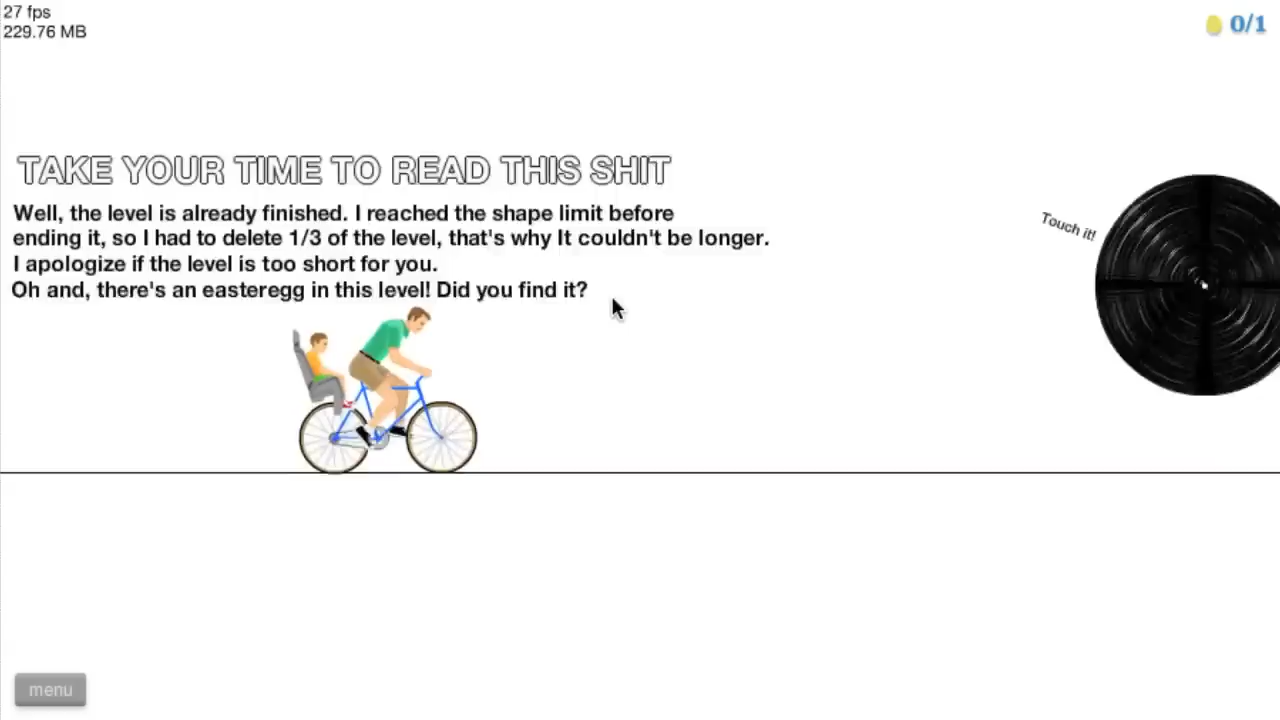 27 fps
229.76 MB
0/1
TAKE YOUR TIME TO READ THIS SHIT
Well, the level is already finished. I reached the shape limit before
ending it, so I had to delete 1/3 of the level, that's why It couldn't be longer.
I apologize if the level is too short for you.
Oh and, there's an easteregg in this level! Did you find it?
Touch it!
menu